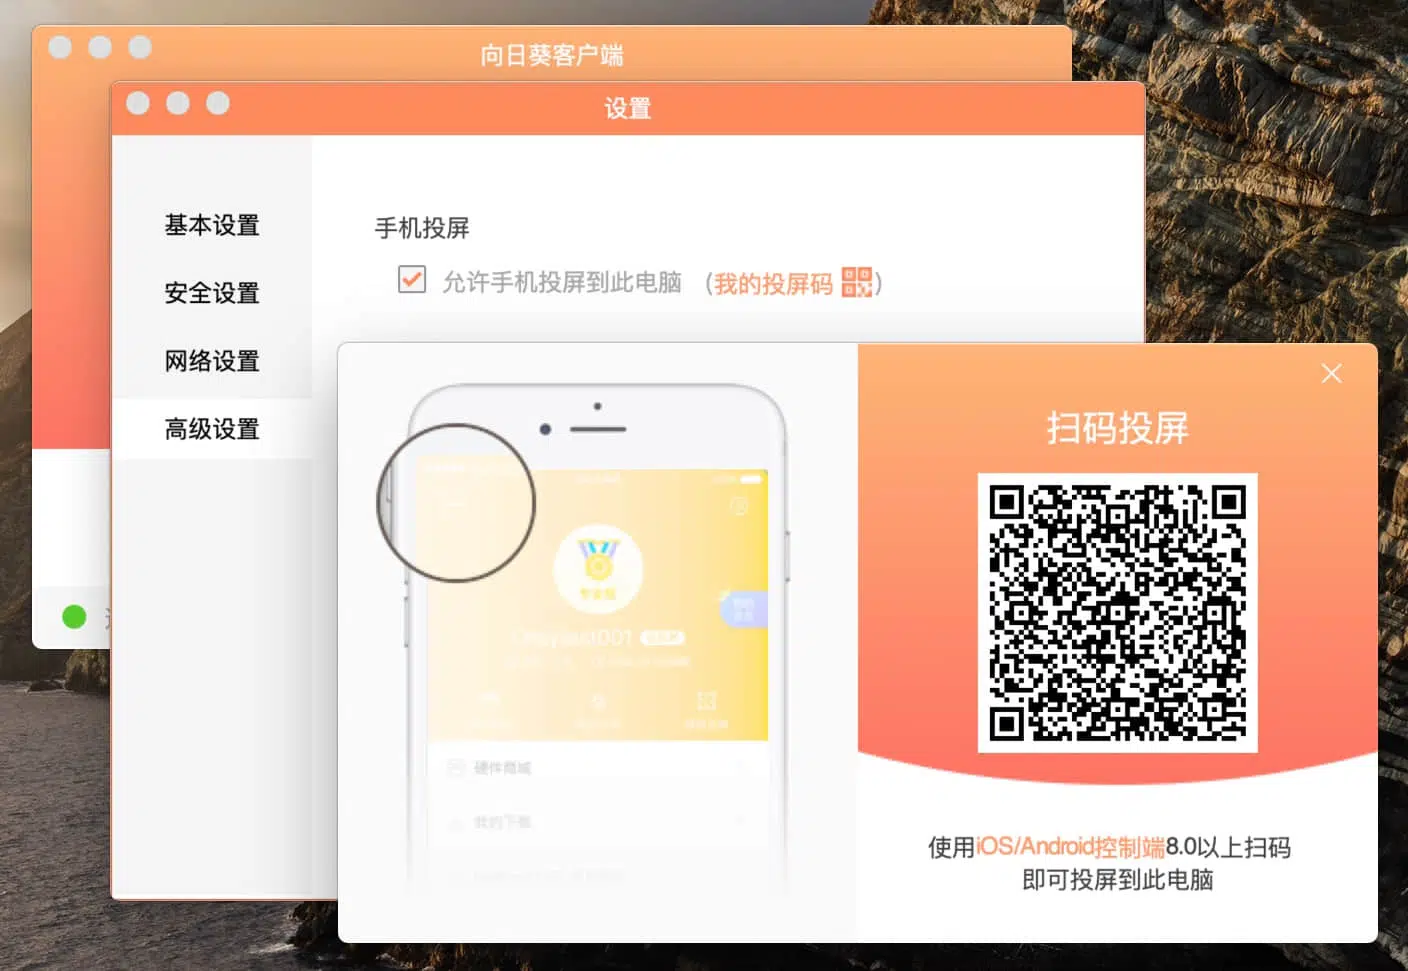 向日葵客户端
设置
基本设置
安全设置
网络设置
高级设置
手机投屏
允许手机投屏到此电脑 (我的投屏码)
扫码投屏
专业版
硬件商城
我的下载
使用iOS/Android控制端8.0以上扫码
即可投屏到此电脑